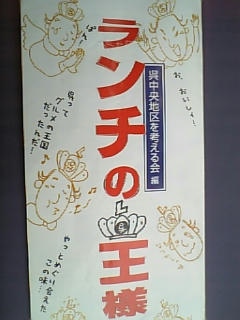 お、おいしー!
呉中央地区を考える会 編
ランチの王様
呉って
グルメの王国
だったんだ!
やっとめぐり会えた
この味!